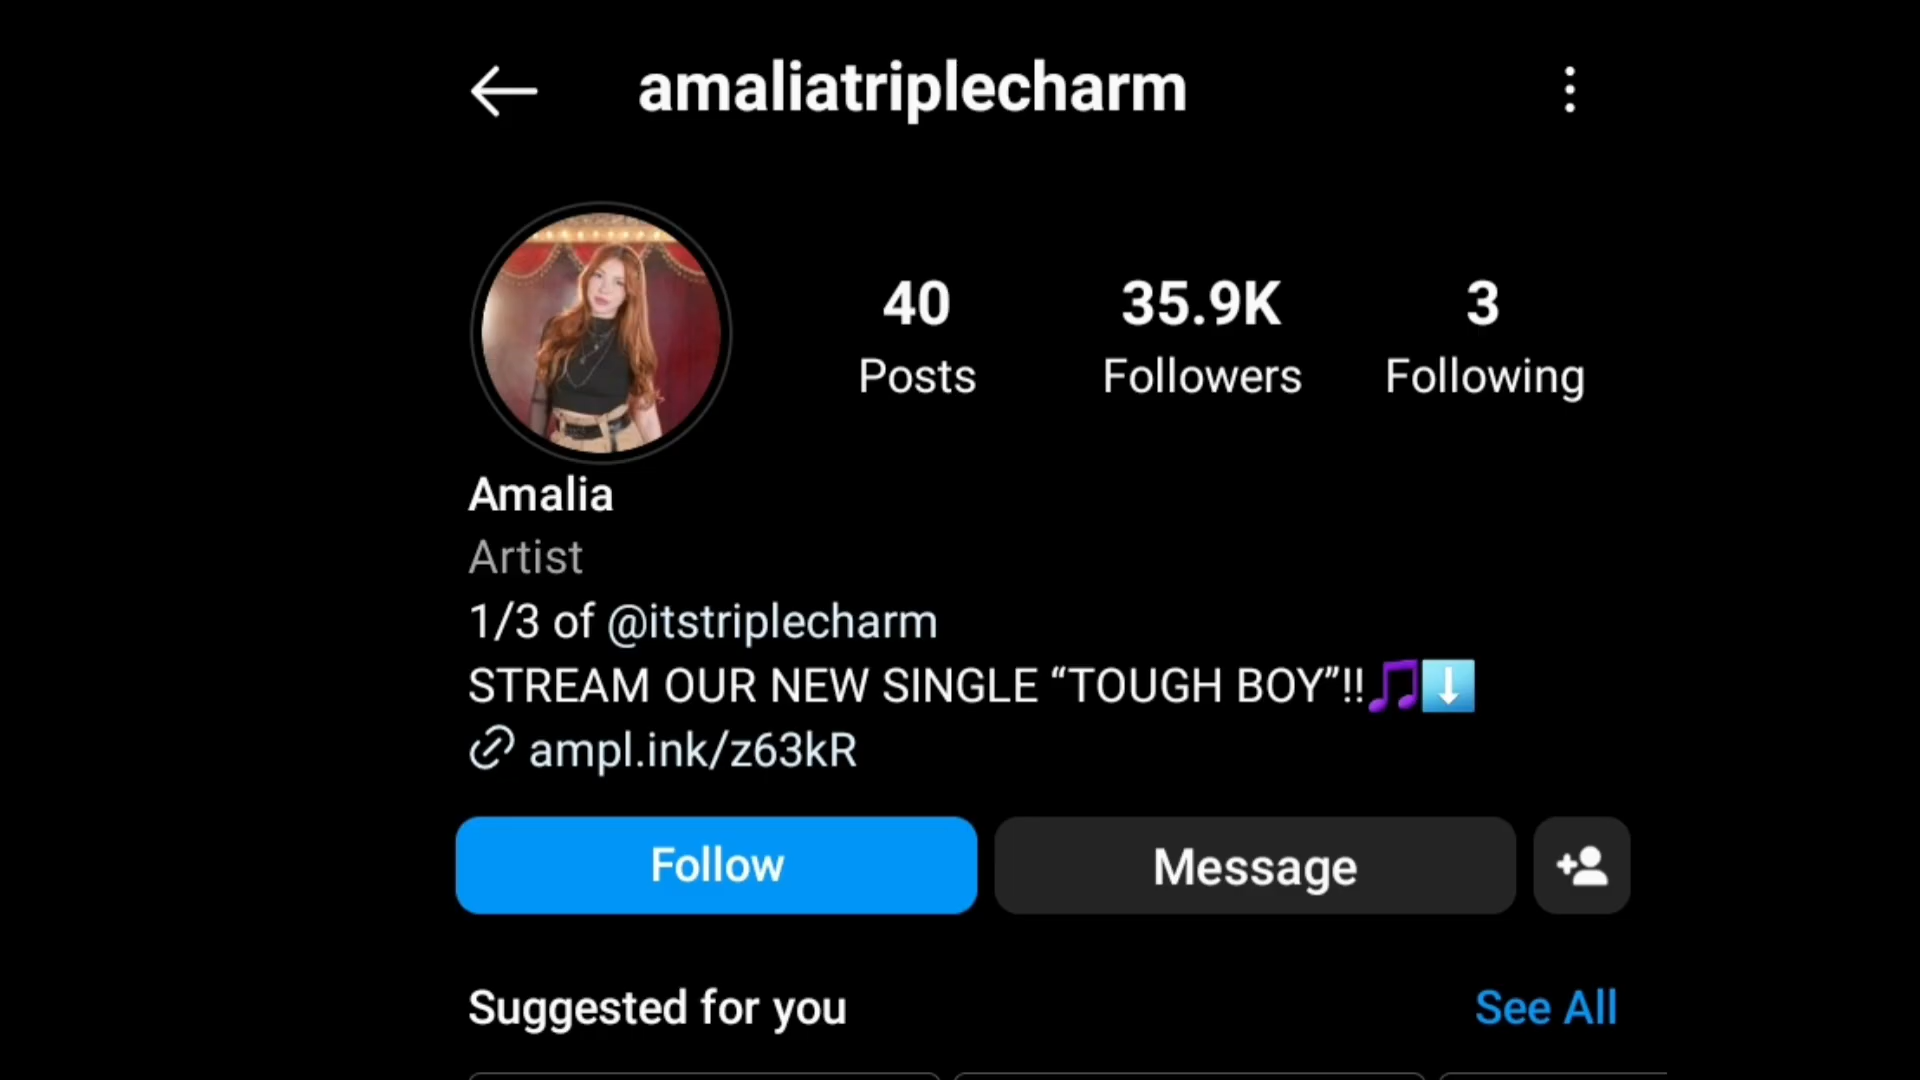 amaliatriplecharm
40
Posts
35.9K
Followers
3
Following
Amalia
Artist
1/3 of @itstriplecharm
STREAM OUR NEW SINGLE “TOUGH BOY”!!🎵⬇️
ampl.ink/z63kR
Follow
Message
Suggested for you
See All